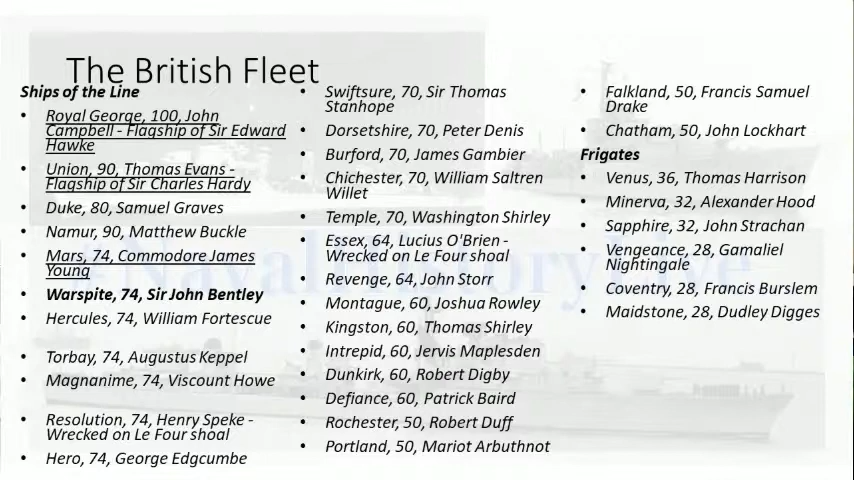 The British Fleet
Ships of the Line
• Royal George, 100, John
Campbell - Flagship of Sir Edward
Hawke
• Union, 90, Thomas Evans -
Flagship of Sir Charles Hardy
• Duke, 80, Samuel Graves
• Namur, 90, Matthew Buckle
• Mars, 74, Commodore James
Young
• Warspite, 74, Sir John Bentley
• Hercules, 74, William Fortescue
• Torbay, 74, Augustus Keppel
• Magnanime, 74, Viscount Howe
• Resolution, 74, Henry Speke -
Wrecked on Le Four shoal
• Hero, 74, George Edgcumbe
• Swiftsure, 70, Sir Thomas
Stanhope
• Dorsetshire, 70, Peter Denis
• Burford, 70, James Gambier
• Chichester, 70, William Saltren
Willet
• Temple, 70, Washington Shirley
• Essex, 64, Lucius O'Brien -
Wrecked on Le Four shoal
• Revenge, 64, John Storr
• Montague, 60, Joshua Rowley
• Kingston, 60, Thomas Shirley
• Intrepid, 60, Jervis Maplesden
• Dunkirk, 60, Robert Digby
• Defiance, 60, Patrick Baird
• Rochester, 50, Robert Duff
• Portland, 50, Mariot Arbuthnot
• Falkland, 50, Francis Samuel
Drake
• Chatham, 50, John Lockhart
Frigates
• Venus, 36, Thomas Harrison
• Minerva, 32, Alexander Hood
• Sapphire, 32, John Strachan
• Vengeance, 28, Gamaliel
Nightingale
• Coventry, 28, Francis Burslem
• Maidstone, 28, Dudley Digges